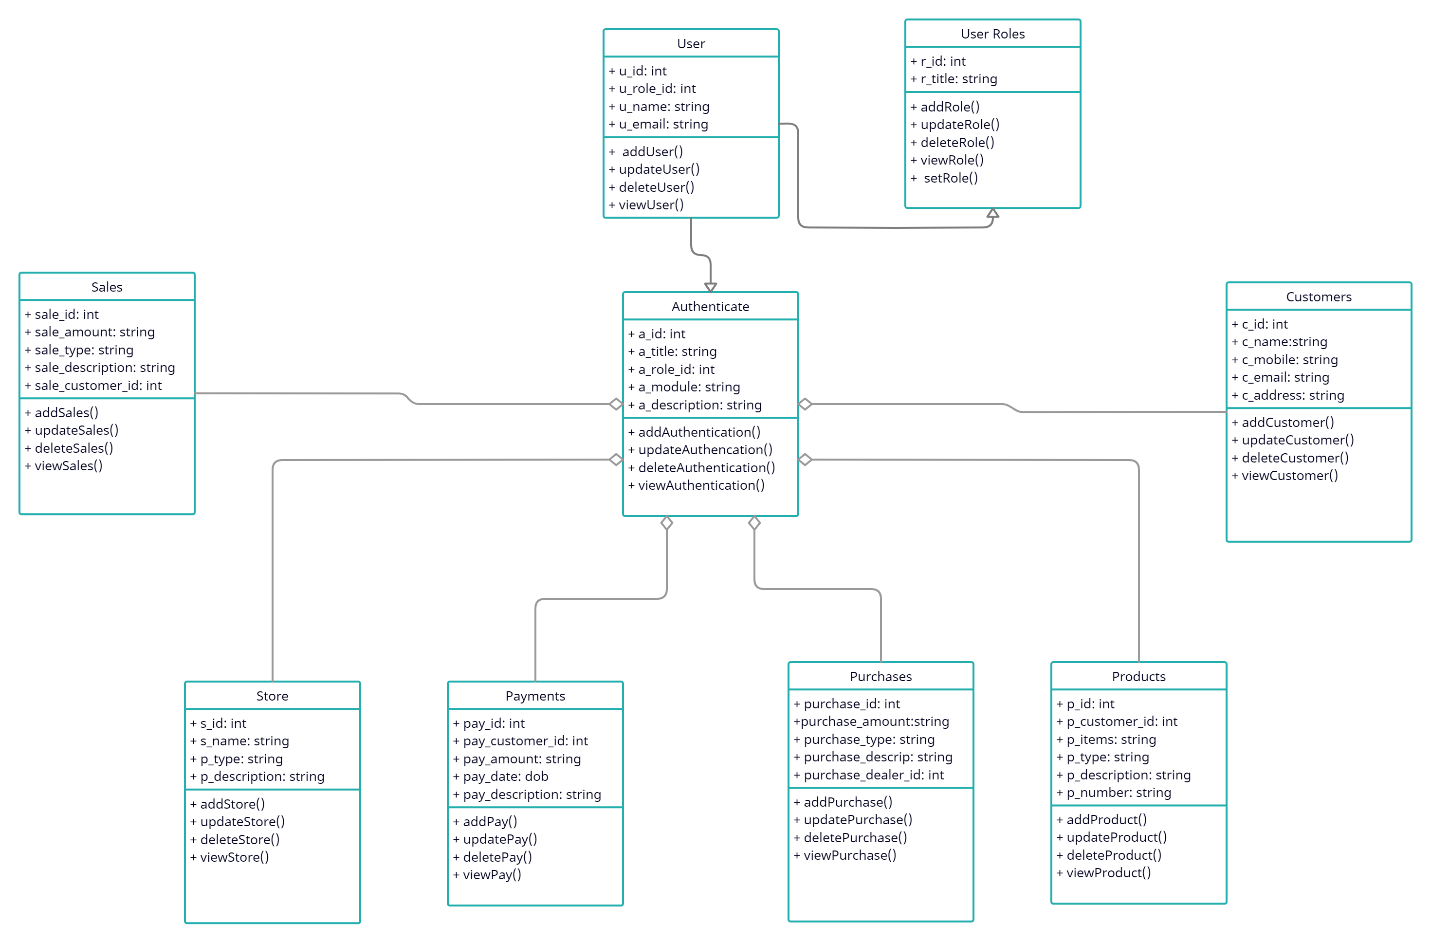 User
+ u_id: int
+ u_role_id: int
+ u_name: string
+ u_email: string
+  addUser()
+ updateUser()
+ deleteUser()
+ viewUser()
User Roles
+ r_id: int
+ r_title: string
+ addRole()
+ updateRole()
+ deleteRole()
+ viewRole()
+  setRole()
Sales
+ sale_id: int
+ sale_amount: string
+ sale_type: string
+ sale_description: string
+ sale_customer_id: int
+ addSales()
+ updateSales()
+ deleteSales()
+ viewSales()
Authenticate
+ a_id: int
+ a_title: string
+ a_role_id: int
+ a_module: string
+ a_description: string
+ addAuthentication()
+ updateAuthencation()
+ deleteAuthentication()
+ viewAuthentication()
Customers
+ c_id: int
+ c_name:string
+ c_mobile: string
+ c_email: string
+ c_address: string
+ addCustomer()
+ updateCustomer()
+ deleteCustomer()
+ viewCustomer()
Store
+ s_id: int
+ s_name: string
+ p_type: string
+ p_description: string
+ addStore()
+ updateStore()
+ deleteStore()
+ viewStore()
Payments
+ pay_id: int
+ pay_customer_id: int
+ pay_amount: string
+ pay_date: dob
+ pay_description: string
+ addPay()
+ updatePay()
+ deletePay()
+ viewPay()
Purchases
+ purchase_id: int
+purchase_amount:string
+ purchase_type: string
+ purchase_descrip: string
+ purchase_dealer_id: int
+ addPurchase()
+ updatePurchase()
+ deletePurchase()
+ viewPurchase()
Products
+ p_id: int
+ p_customer_id: int
+ p_items: string
+ p_type: string
+ p_description: string
+ p_number: string
+ addProduct()
+ updateProduct()
+ deleteProduct()
+ viewProduct()